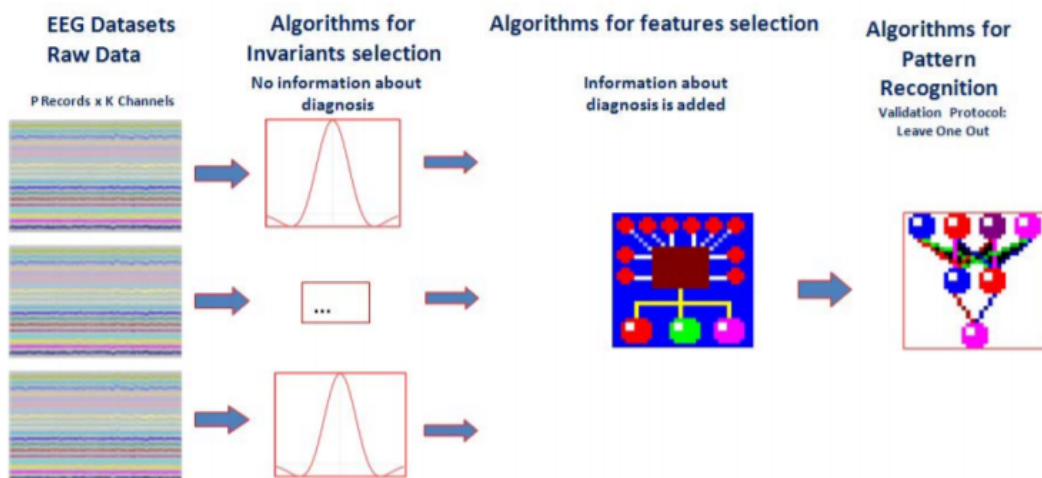 EEG Datasets
Raw Data
P Records x K Channels
Algorithms for
Invariants selection
No information about
diagnosis
...
Algorithms for features selection
Information about
diagnosis is added
Algorithms for
Pattern
Recognition
Validation Protocol:
Leave One Out